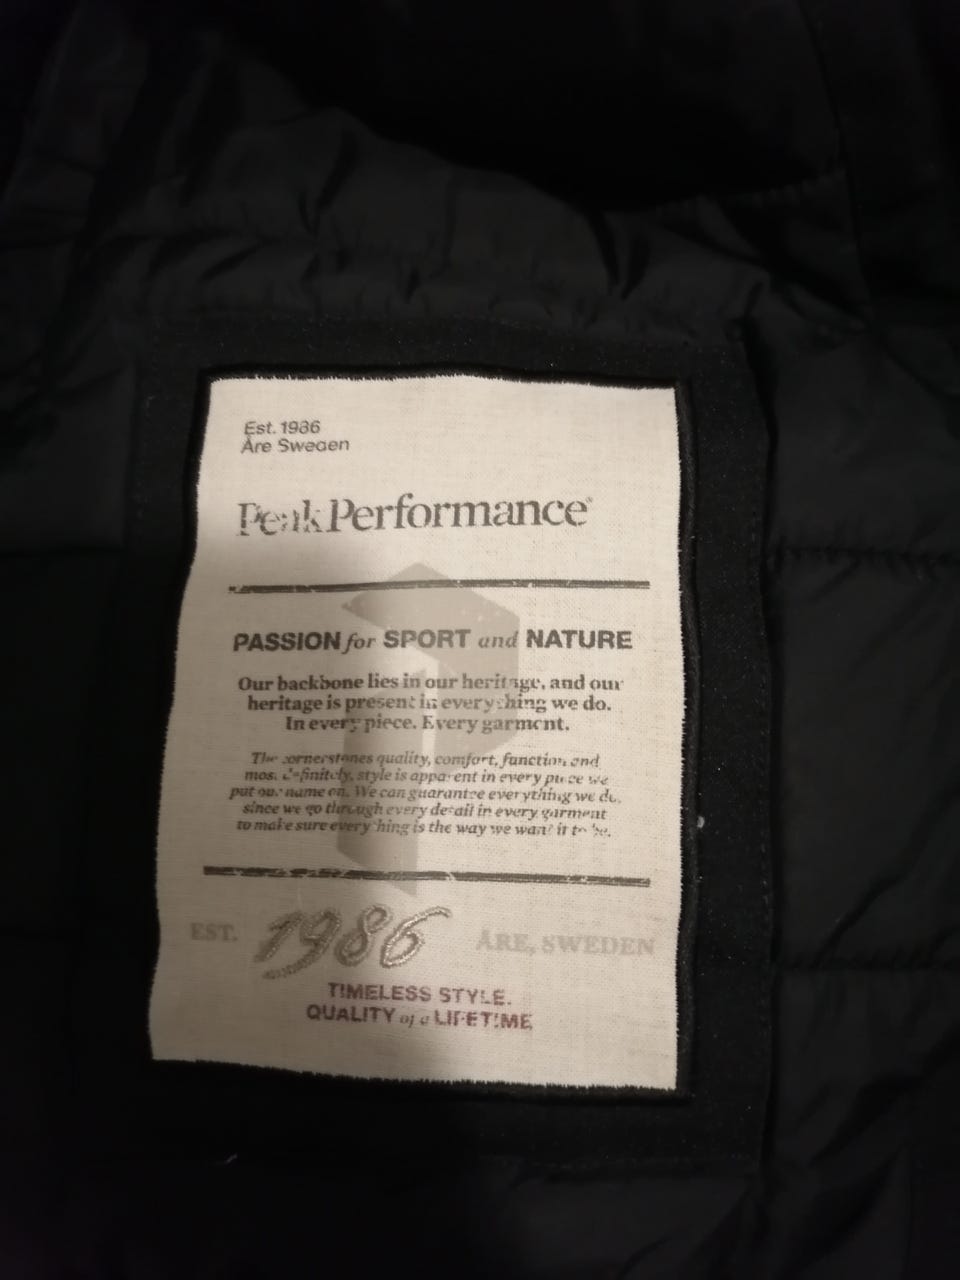 Est. 1986
Åre Sweden
PeakPerformance®
PASSION for SPORT and NATURE
Our backbone lies in our heritage, and our
heritage is present in everything we do.
In every piece. Every garment.
The cornerstones quality, comfort, function and
most definitely, style is apparent in every piece we
put our name on. We can guarantee everything we do,
since we go through every detail in every garment
to make sure everything is the way we want it to be.
EST. 1986 ÅRE, SWEDEN
TIMELESS STYLE.
QUALITY of a LIFETIME